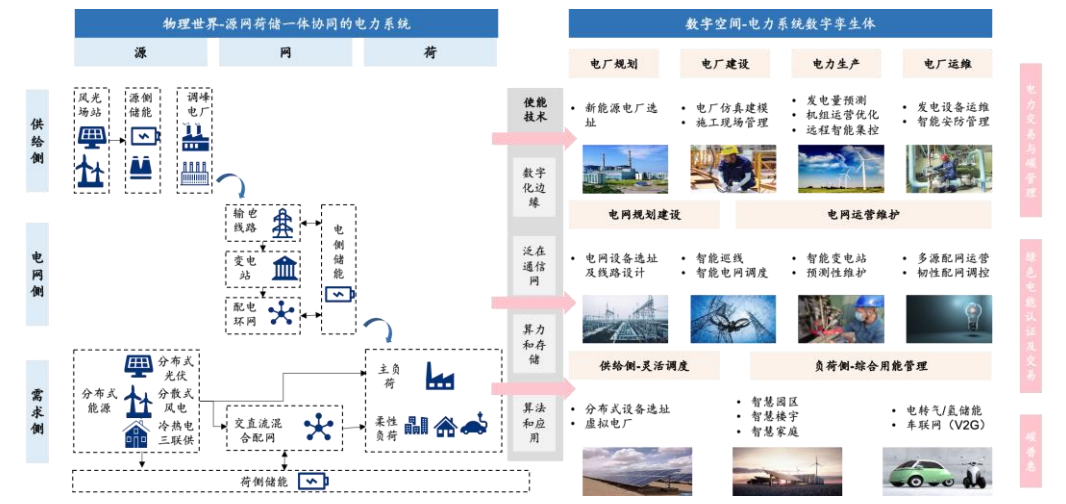 物理世界-源网荷储一体协同的电力系统
源
网
荷
供给侧
电网侧
需求侧
风光
场站
源侧
储能
调峰
电厂
输电
线路
变电
站
配电
环网
电侧储能
分布式
能源
分布式
光伏
分散式
风电
冷热电
三联供
交直流混
合配网
主负
荷
柔性
负荷
荷侧储能
使能
技术
数字
化边
缘
泛在
通信
网
算力
和存
储
算法
和应
用
数字空间-电力系统数字孪生体
电厂规划
电厂建设
电力生产
电厂运维
• 新能源电厂选
址
• 电厂仿真建模
• 施工现场管理
• 发电量预测
• 机组运营优化
• 远程智能集控
• 发电设备运维
• 智能安防管理
电网规划建设
电网运营维护
• 电网设备选址
及线路设计
• 智能巡线
• 智能电网调度
• 智能变电站
• 预测性维护
• 多源配网运营
• 韧性配网调控
供给侧-灵活调度
负荷侧-综合用能管理
• 分布式设备选址
• 虚拟电厂
• 智慧园区
• 智慧楼宇
• 智慧家庭
• 电转气/氢储能
• 车联网（V2G）
电力交易与碳管理
绿色电能认证及交易
碳普惠